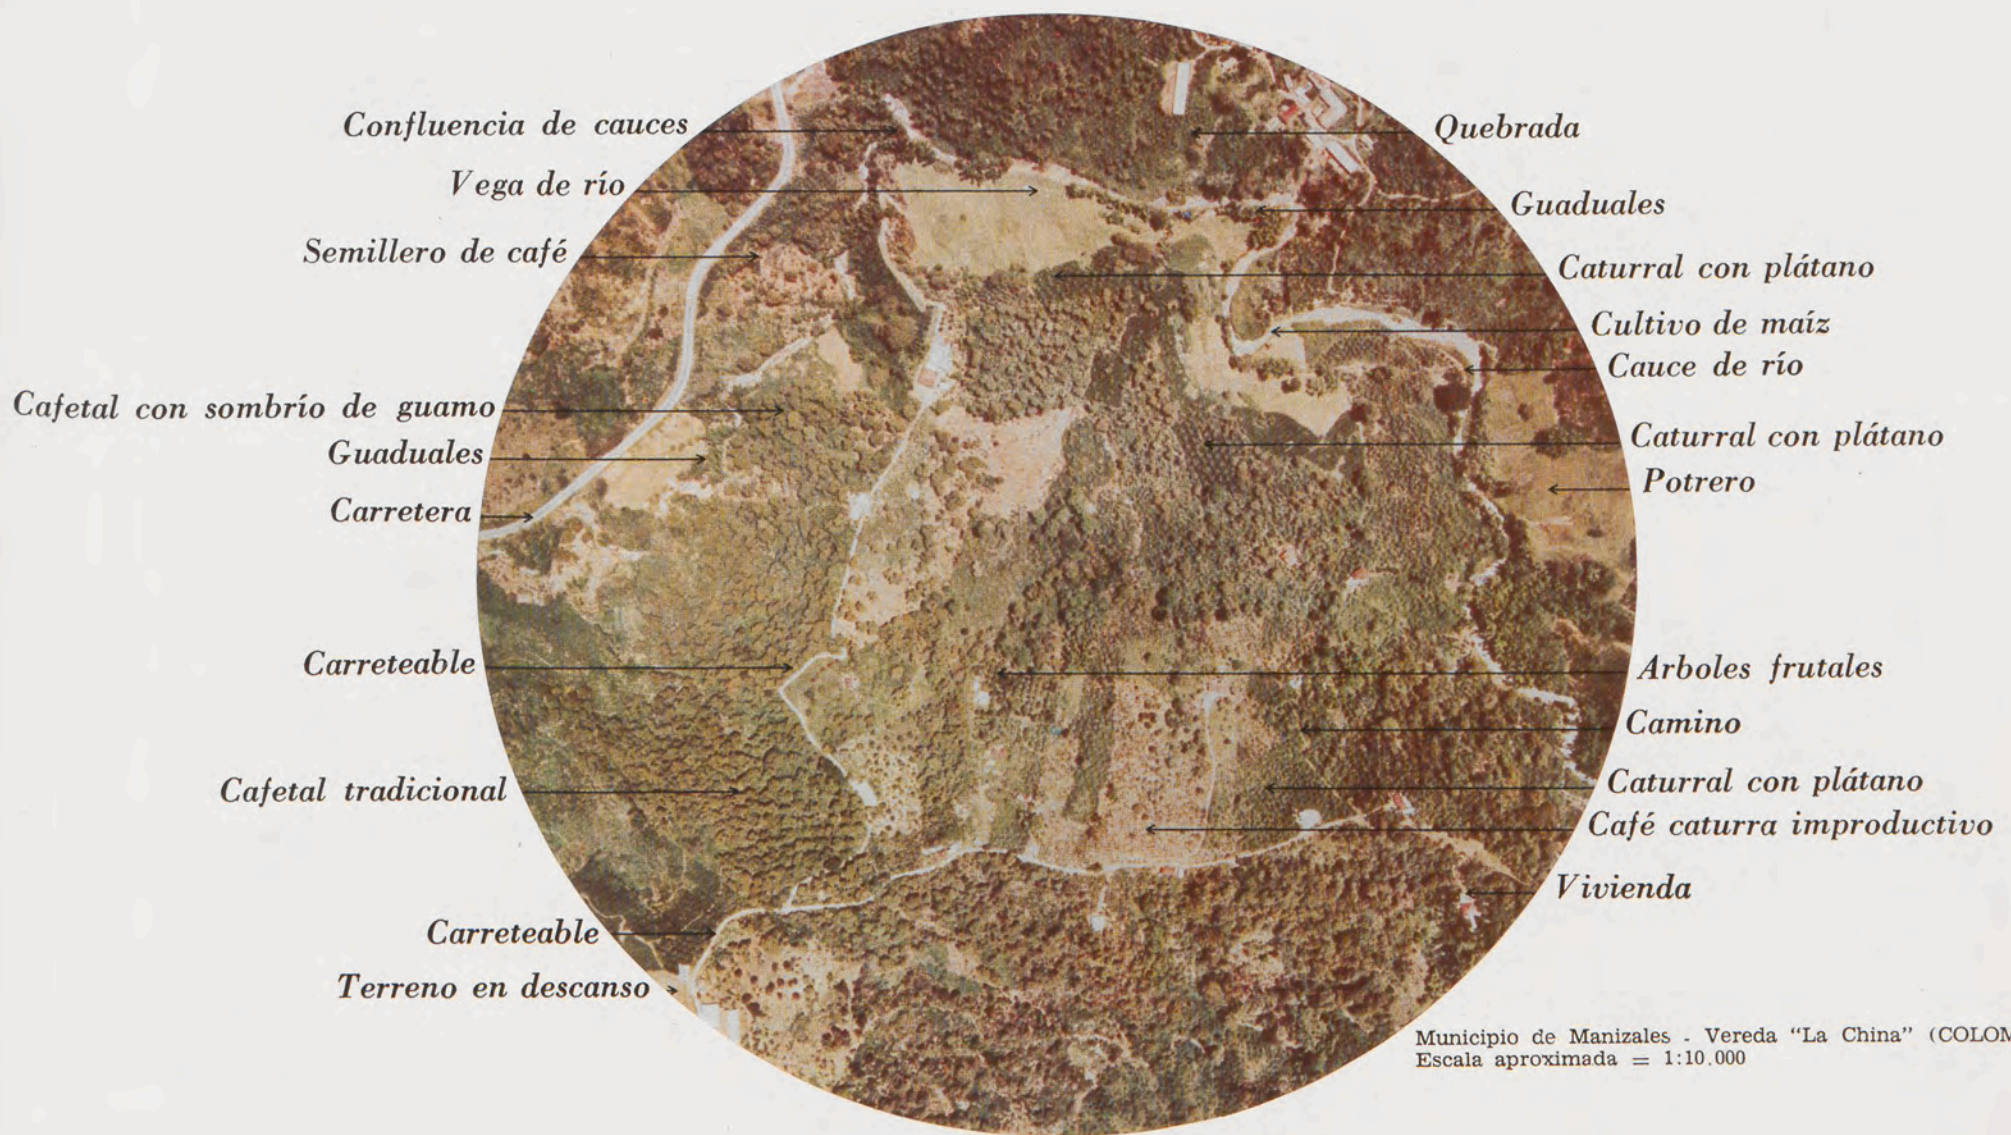 Confluencia de cauces
Vega de río
Semillero de café
Cafetal con sombrío de guamo
Guaduales
Carretera
Carreteable
Cafetal tradicional
Carreteable
Terreno en descanso
Quebrada
Guaduales
Caturral con plátano
Cultivo de maíz
Cauce de río
Caturral con plátano
Potrero
Arboles frutales
Camino
Caturral con plátano
Café caturra improductivo
Vivienda
Municipio de Manizales - Vereda "La China" (COLOM
Escala aproximada = 1:10.000